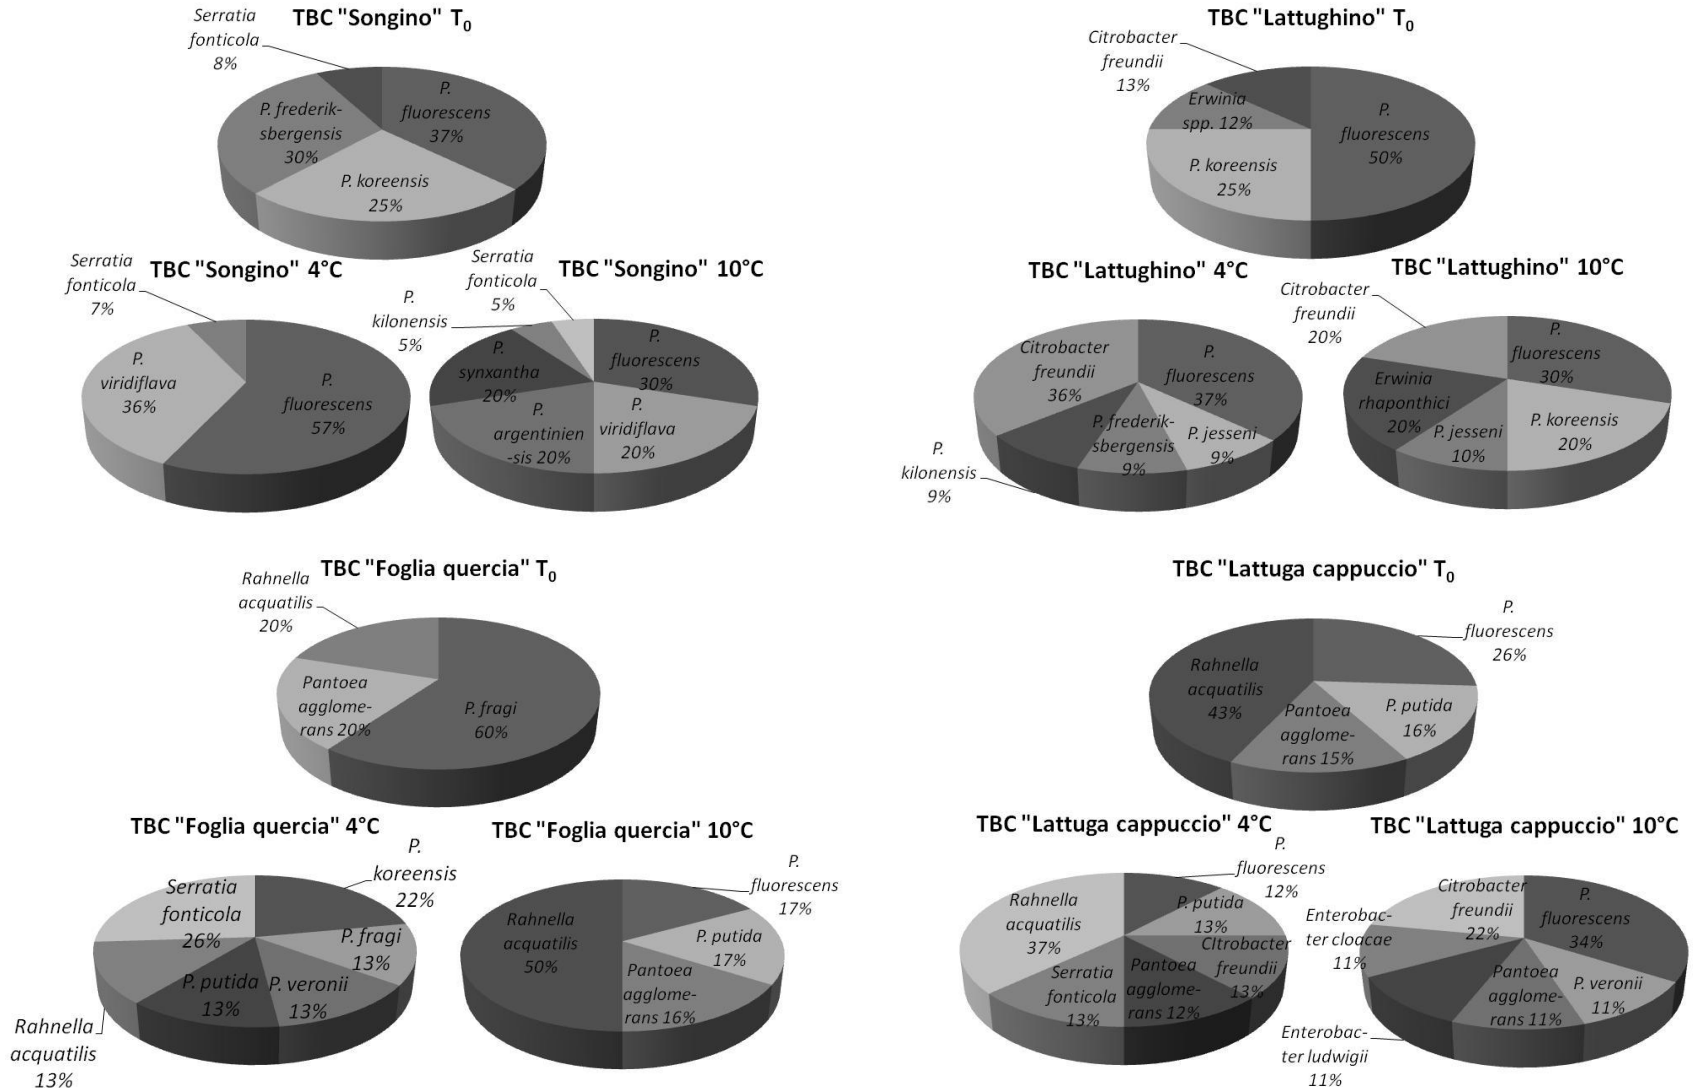 TBC "Songino" T0
Serratia
fonticola
8%
P.
fluorescens
37%
P. frederik-
sbergensis
30%
P. koreensis
25%
TBC "Lattughino" T0
Citrobacter
freundii
13%
Erwinia
spp. 12%
P.
fluorescens
50%
P. koreensis
25%
TBC "Songino" 4°C
Serratia
fonticola
7%
P.
viridiflava
36%
P.
fluorescens
57%
TBC "Songino" 10°C
Serratia
fonticola
5%
P.
kilonensis
5%
P.
fluorescens
30%
P.
synxantha
20%
P.
argentinien
-sis 20%
P.
viridiflava
20%
TBC "Lattughino" 4°C
Citrobacter
freundii
36%
P.
fluorescens
37%
P. frederik-
sbergensis
9%
P. jesseni
9%
P.
kilonensis
9%
TBC "Lattughino" 10°C
Citrobacter
freundii
20%
P.
fluorescens
30%
Erwinia
rhaponthici
20%
P. jesseni
10%
P. koreensis
20%
TBC "Foglia quercia" T0
Rahnella
acquatilis
20%
Pantoea
agglome-
rans 20%
P. fragi
60%
TBC "Lattuga cappuccio" T0
P.
fluorescens
26%
Rahnella
acquatilis
43%
Pantoea
agglome-
rans 15%
P. putida
16%
TBC "Foglia quercia" 4°C
P.
koreensis
22%
Serratia
fonticola
26%
P. fragi
13%
P. putida
13%
P. veronii
13%
Rahnella
acquatilis
13%
TBC "Foglia quercia" 10°C
P.
fluorescens
17%
Rahnella
acquatilis
50%
P. putida
17%
Pantoea
agglome-
rans 16%
TBC "Lattuga cappuccio" 4°C
P.
fluorescens
12%
Rahnella
acquatilis
37%
P. putida
13%
CItrobacter
freundii
13%
Serratia
fonticola
13%
Pantoea
agglome-
rans 12%
TBC "Lattuga cappuccio" 10°C
Citrobacter
freundii
22%
P.
fluorescens
34%
Enterobac-
ter cloacae
11%
Pantoea
agglome-
rans 11%
P. veronii
11%
Enterobac-
ter ludwigii
11%